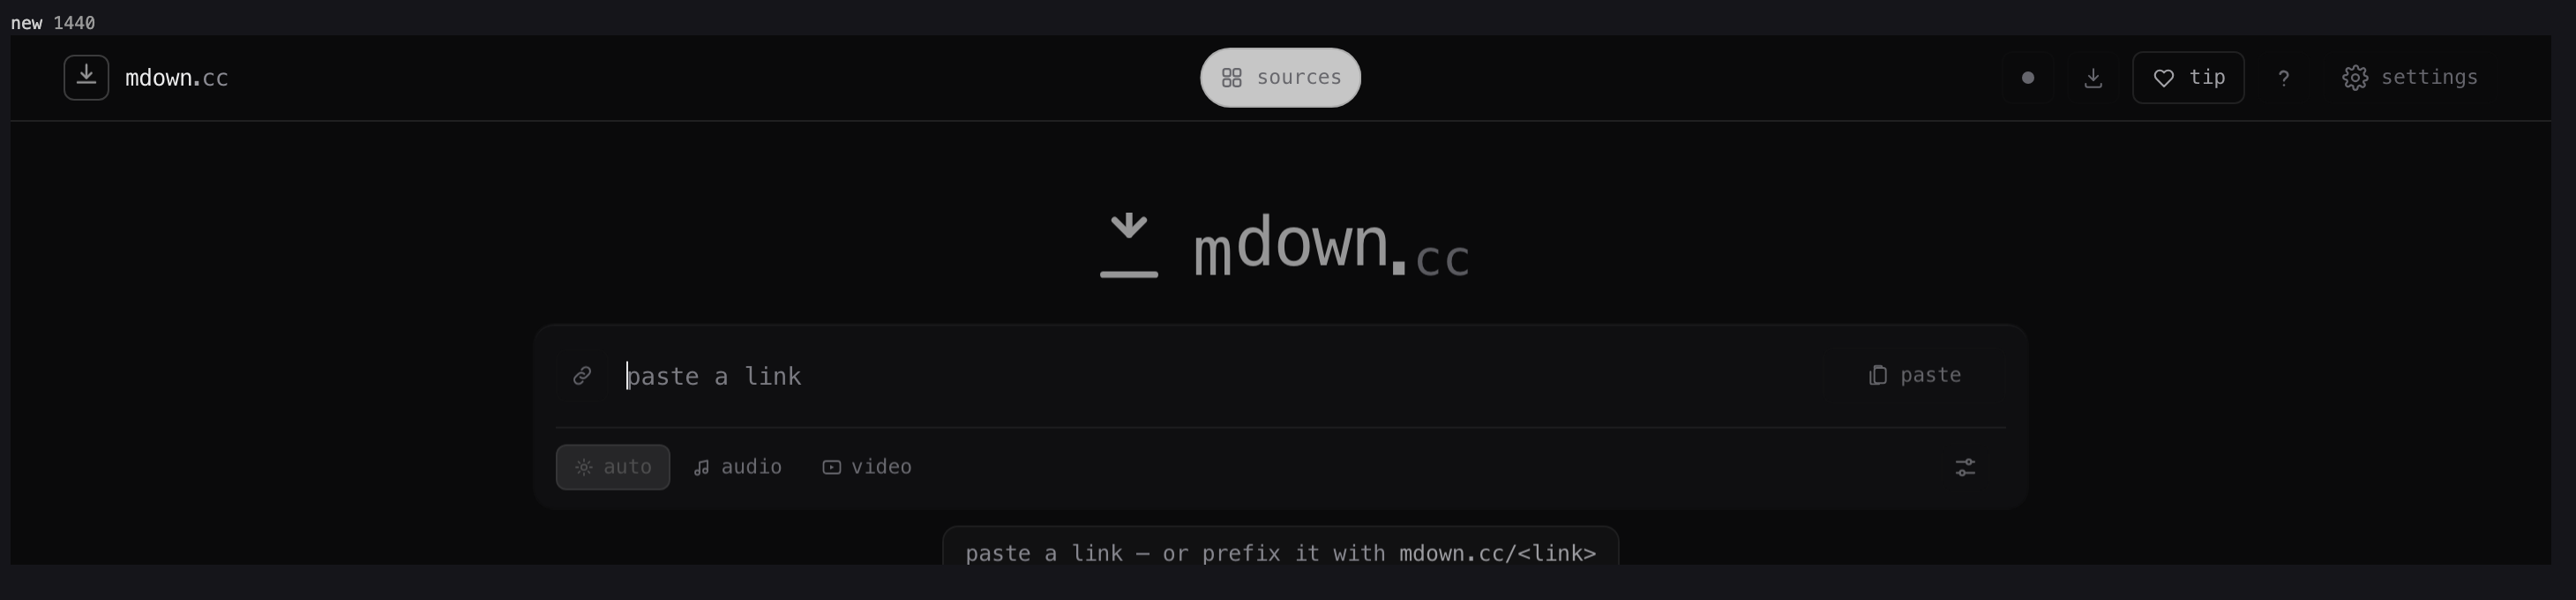 new 1440
mdown.cc
sources
tip
?
settings
mdown.cc
paste a link
paste
auto
audio
video
paste a link — or prefix it with mdown.cc/<link>